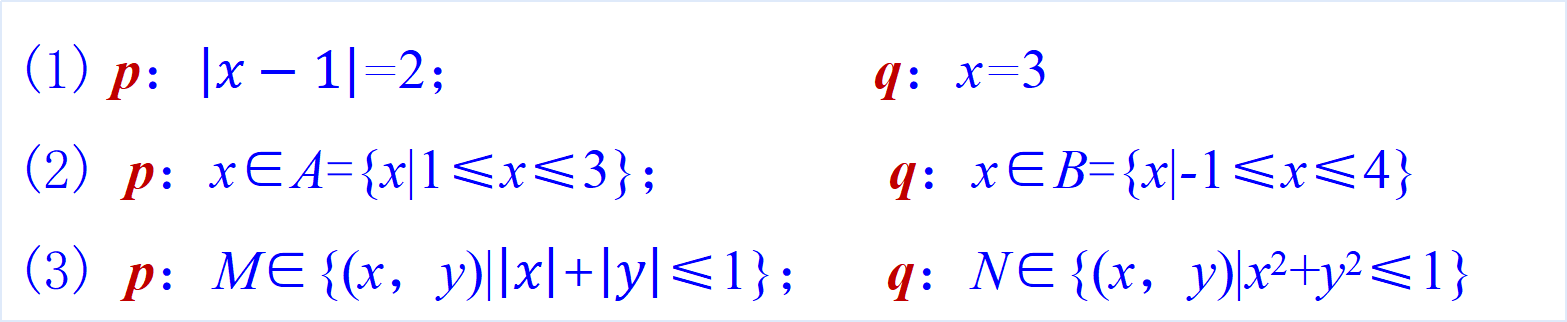 (1) p：|x − 1|=2； q：x=3
(2) p：x∈A={x|1≤x≤3}； q：x∈B={x|-1≤x≤4}
(3) p：M∈{(x，y)||x|+|y|≤1}； q：N∈{(x，y)|x²+y²≤1}